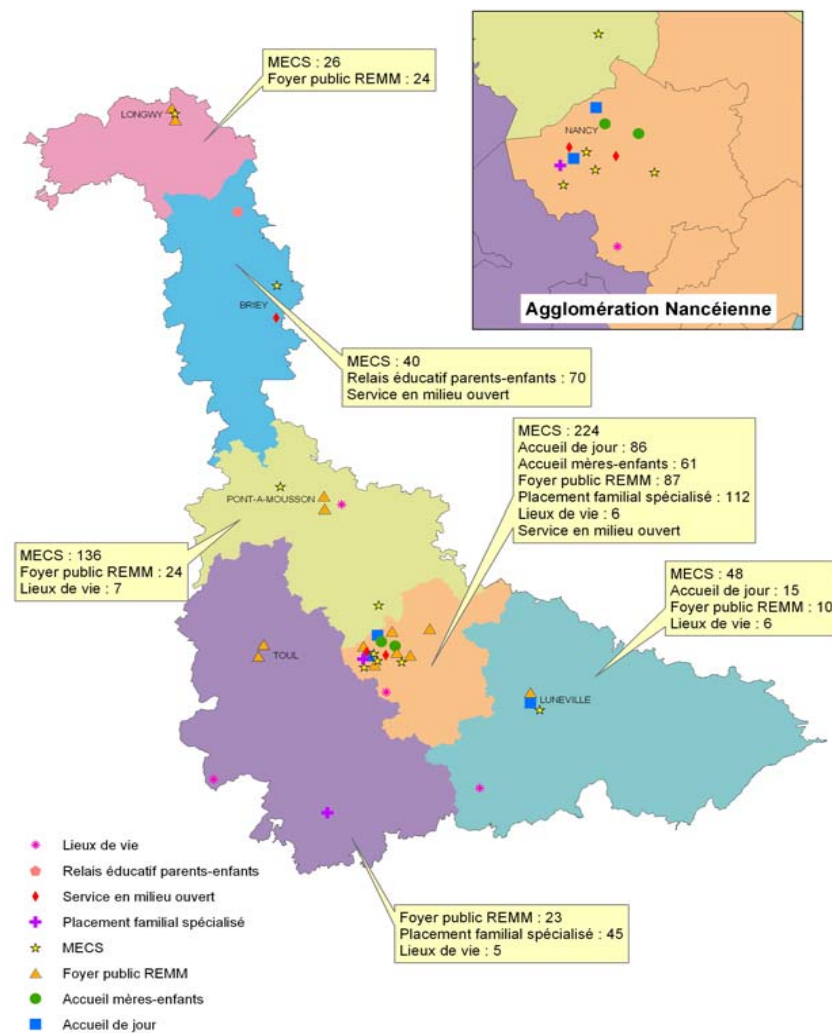 MECS : 26
Foyer public REMM : 24
LONGWY
NANCY
Agglomération Nancéienne
BRIEY
MECS : 40
Relais éducatif parents-enfants : 70
Service en milieu ouvert
MECS : 224
Accueil de jour : 86
Accueil mères-enfants : 61
Foyer public REMM : 87
Placement familial spécialisé : 112
Lieux de vie : 6
Service en milieu ouvert
PONT-A-MOUSSON
MECS : 136
Foyer public REMM : 24
Lieux de vie : 7
MECS : 48
Accueil de jour : 15
Foyer public REMM : 10
Lieux de vie : 6
TOUL
LUNEVILLE
Foyer public REMM : 23
Placement familial spécialisé : 45
Lieux de vie : 5
Lieux de vie
Relais éducatif parents-enfants
Service en milieu ouvert
Placement familial spécialisé
MECS
Foyer public REMM
Accueil mères-enfants
Accueil de jour